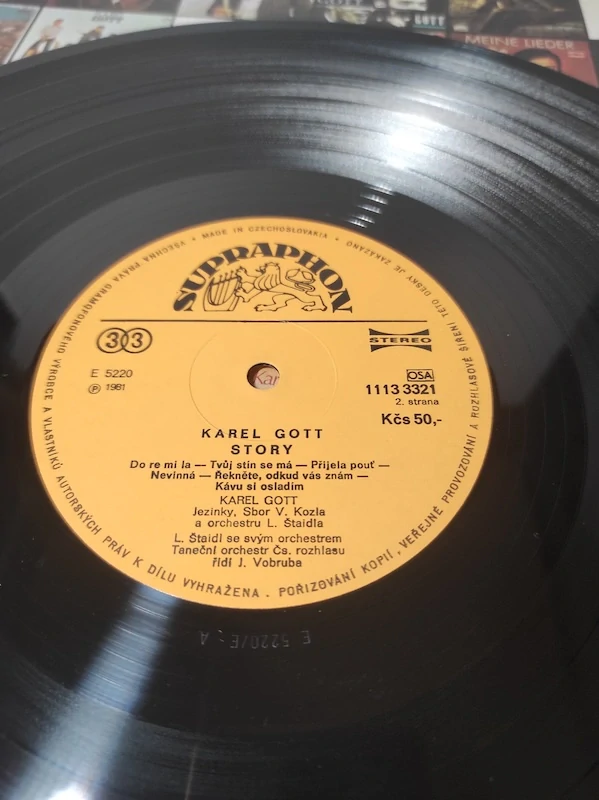 GOTT
MEINE LIEDER
MADE IN CZECHOSLOVAKIA • VŠECHNA PRÁVA GRAMOFONOVÉHO VÝROBCE A VLASTNÍKŮ AUTORSKÝCH PRÁV K DÍLU VYHRAŽENA. POŘIZOVÁNÍ KOPIÍ, VEŘEJNÉ PROVOZOVÁNÍ A ROZHLASOVÉ ŠÍŘENÍ TÉTO DESKY JE ZAKÁZÁNO
SUPRAPHON
33
STEREO
E 5220
Ⓟ 1981
OSA
1113 3321
2. strana
Kčs 50,-
Kar
KAREL GOTT
STORY
Do re mi la — Tvůj stín se má — Přijela pouť —
Nevinná — Řekněte, odkud vás znám —
Kávu si osladím
KAREL GOTT
Jezinky, Sbor V. Kozla
a orchestru L. Štaidla
L. Štaidl se svým orchestrem
Taneční orchestr Čs. rozhlasu
řídí J. Vobruba
E 5220/E: A